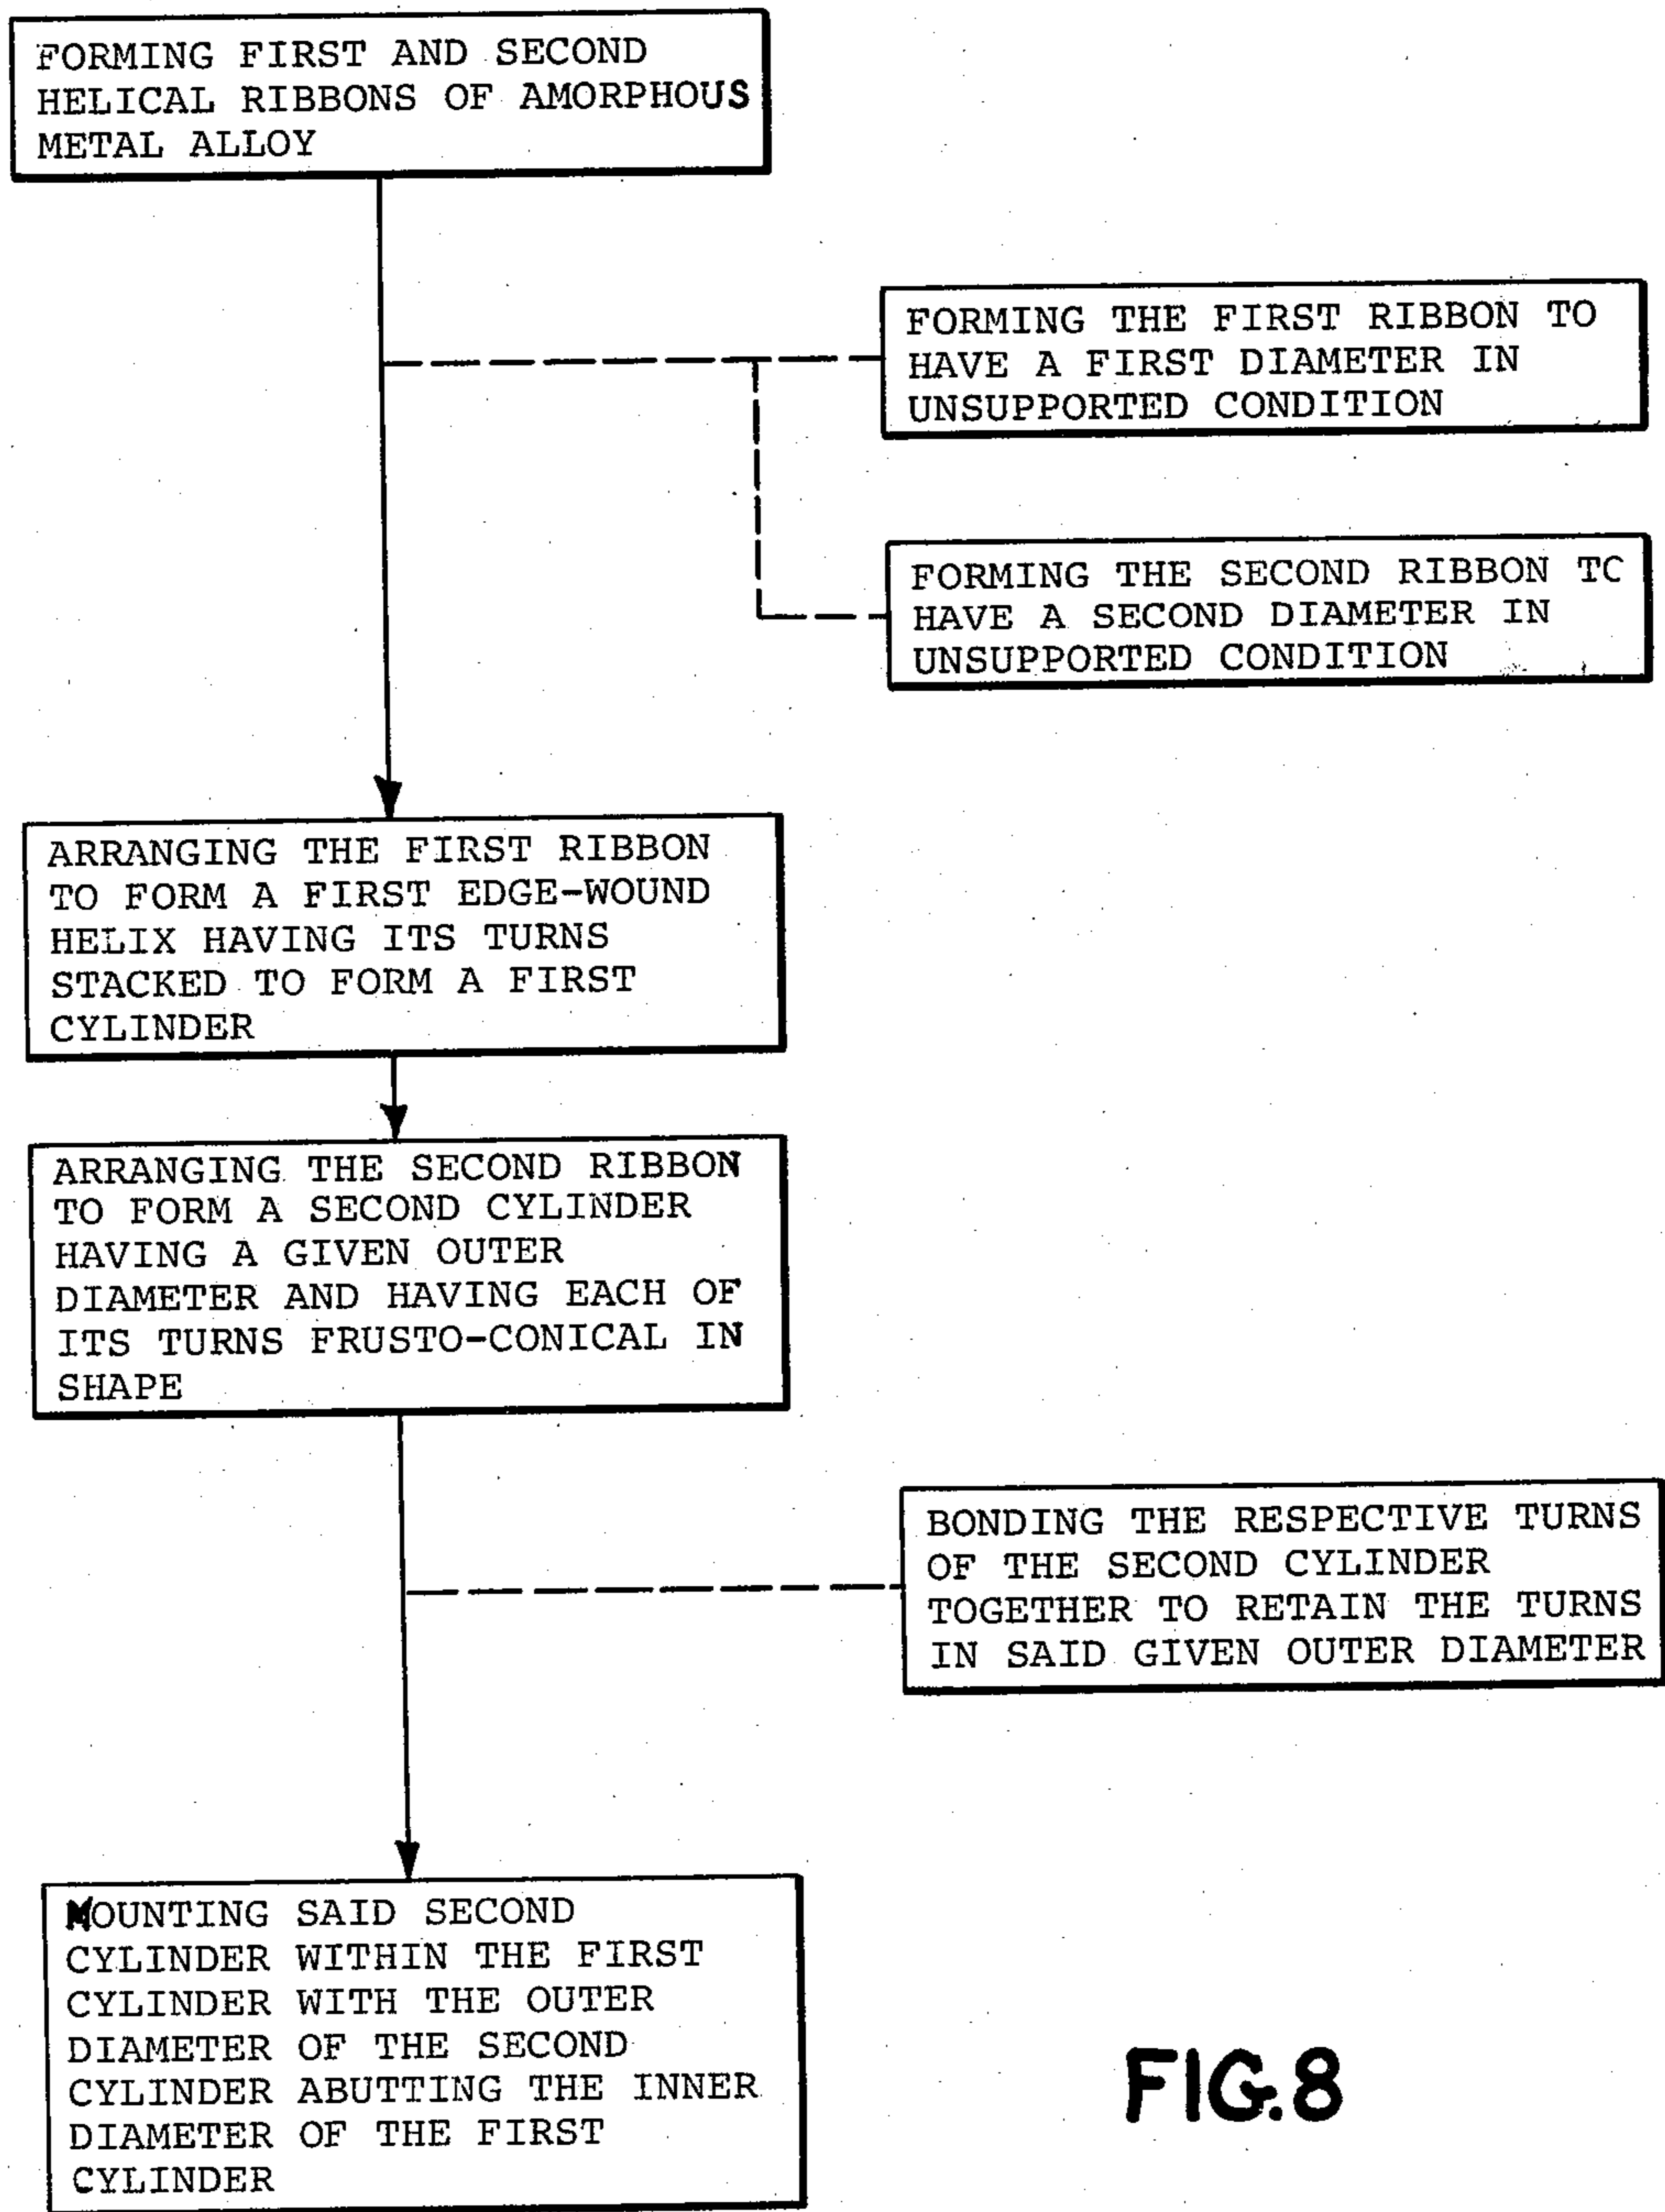 FORMING FIRST AND SECOND
HELICAL RIBBONS OF AMORPHOUS
METAL ALLOY
FORMING THE FIRST RIBBON TO
HAVE A FIRST DIAMETER IN
UNSUPPORTED CONDITION
FORMING THE SECOND RIBBON TO
HAVE A SECOND DIAMETER IN
UNSUPPORTED CONDITION
ARRANGING THE FIRST RIBBON
TO FORM A FIRST EDGE-WOUND
HELIX HAVING ITS TURNS
STACKED TO FORM A FIRST
CYLINDER
ARRANGING THE SECOND RIBBON
TO FORM A SECOND CYLINDER
HAVING A GIVEN OUTER
DIAMETER AND HAVING EACH OF
ITS TURNS FRUSTO-CONICAL IN
SHAPE
BONDING THE RESPECTIVE TURNS
OF THE SECOND CYLINDER
TOGETHER TO RETAIN THE TURNS
IN SAID GIVEN OUTER DIAMETER
MOUNTING SAID SECOND
CYLINDER WITHIN THE FIRST
CYLINDER WITH THE OUTER
DIAMETER OF THE SECOND
CYLINDER ABUTTING THE INNER
DIAMETER OF THE FIRST
CYLINDER
FIG.8